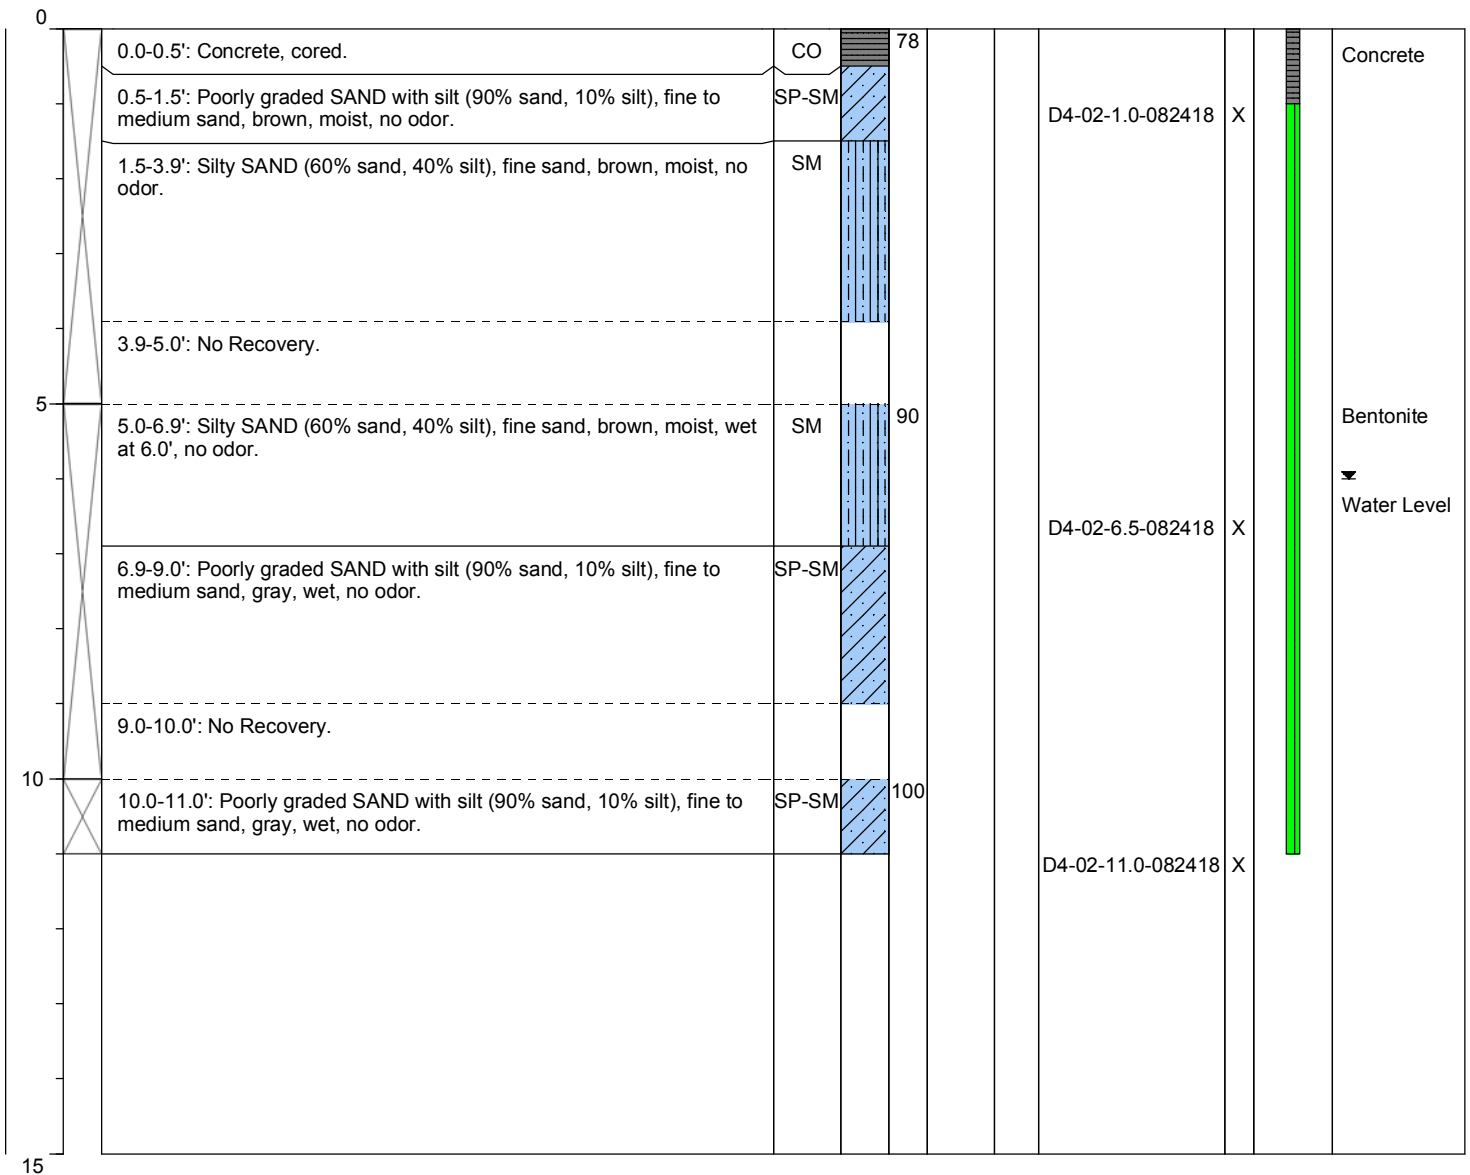 0
0.0-0.5': Concrete, cored.
CO
78
Concrete
0.5-1.5': Poorly graded SAND with silt (90% sand, 10% silt), fine to
medium sand, brown, moist, no odor.
SP-SM
D4-02-1.0-082418
X
1.5-3.9': Silty SAND (60% sand, 40% silt), fine sand, brown, moist, no
odor.
SM
3.9-5.0': No Recovery.
5
5.0-6.9': Silty SAND (60% sand, 40% silt), fine sand, brown, moist, wet
at 6.0', no odor.
SM
90
Bentonite
Water Level
D4-02-6.5-082418
X
6.9-9.0': Poorly graded SAND with silt (90% sand, 10% silt), fine to
medium sand, gray, wet, no odor.
SP-SM
9.0-10.0': No Recovery.
10
10.0-11.0': Poorly graded SAND with silt (90% sand, 10% silt), fine to
medium sand, gray, wet, no odor.
SP-SM
100
D4-02-11.0-082418
X
15